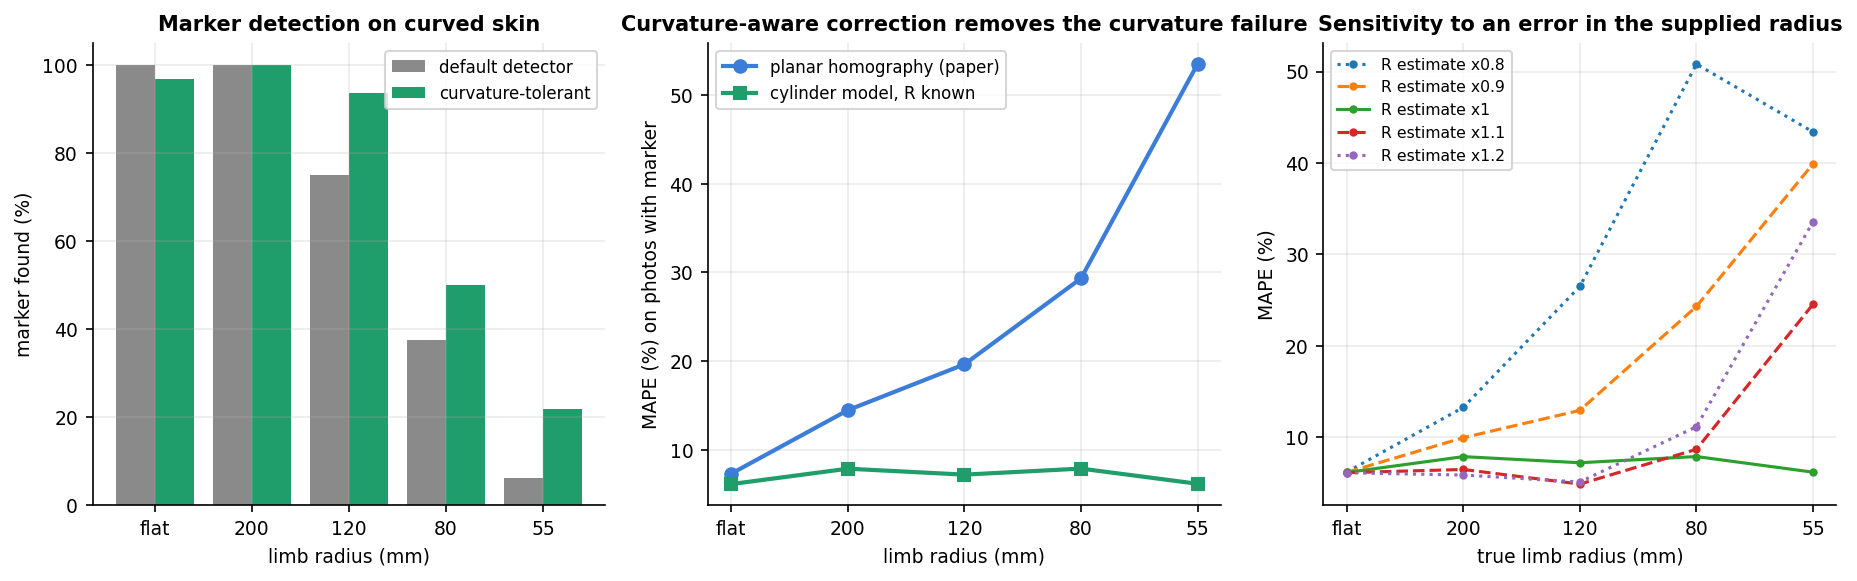 Marker detection on curved skin
marker found (%)
100
80
60
40
20
0
default detector
curvature-tolerant
flat 200 120 80 55
limb radius (mm)
Curvature-aware correction removes the curvature failure
MAPE (%) on photos with marker
50
40
30
20
10
planar homography (paper)
cylinder model, R known
flat 200 120 80 55
limb radius (mm)
Sensitivity to an error in the supplied radius
MAPE (%)
50
40
30
20
10
R estimate x0.8
R estimate x0.9
R estimate x1
R estimate x1.1
R estimate x1.2
flat 200 120 80 55
true limb radius (mm)